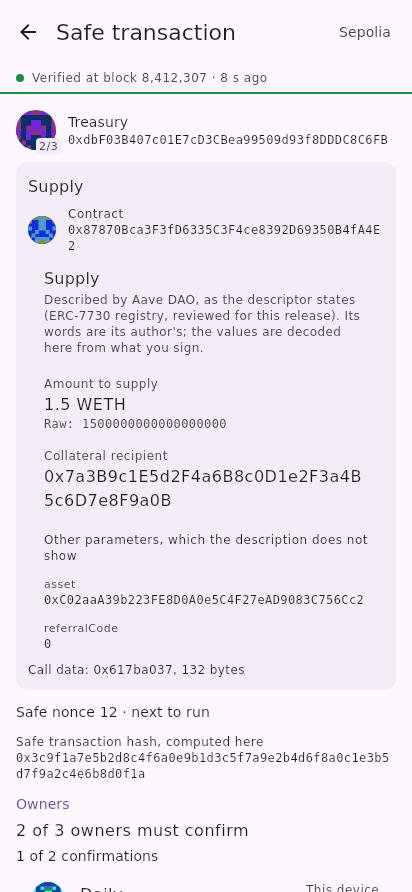 Safe transaction
Sepolia
Verified at block 8,412,307 · 8 s ago
Treasury
0xdbF03B407c01E7cD3CBea99509d93f8DDDC8C6FB
2/3
Supply
Contract
0x87870Bca3F3fD6335C3F4ce8392D69350B4fA4E
2
Supply
Described by Aave DAO, as the descriptor states
(ERC-7730 registry, reviewed for this release). Its
words are its author's; the values are decoded
here from what you sign.
Amount to supply
1.5 WETH
Raw: 1500000000000000000
Collateral recipient
0x7a3B9c1E5d2F4a6B8c0D1e2F3a4B
5c6D7e8F9a0B
Other parameters, which the description does not
show
asset
0xC02aaA39b223FE8D0A0e5C4F27eAD9083C756Cc2
referralCode
0
Call data: 0x617ba037, 132 bytes
Safe nonce 12 · next to run
Safe transaction hash, computed here
0x3c9f1a7e5b2d8c4f6a0e9b1d3c5f7a9e2b4d6f8a0c1e3b5
d7f9a2c4e6b8d0f1a
Owners
2 of 3 owners must confirm
1 of 2 confirmations
This device